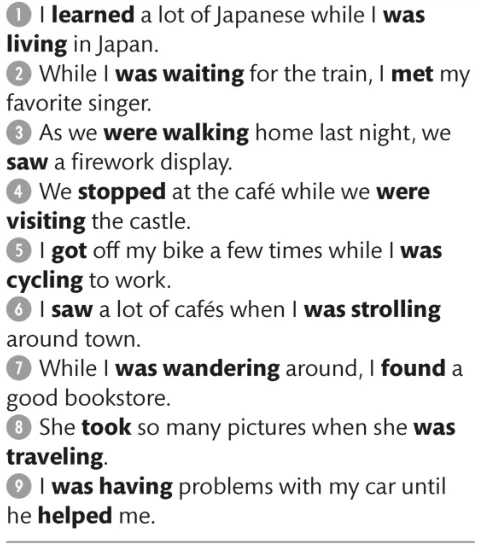 1 I learned a lot of Japanese while I was
living in Japan.
2 While I was waiting for the train, I met my
favorite singer.
3 As we were walking home last night, we
saw a firework display.
4 We stopped at the café while we were
visiting the castle.
5 I got off my bike a few times while I was
cycling to work.
6 I saw a lot of cafés when I was strolling
around town.
7 While I was wandering around, I found a
good bookstore.
8 She took so many pictures when she was
traveling.
9 I was having problems with my car until
he helped me.